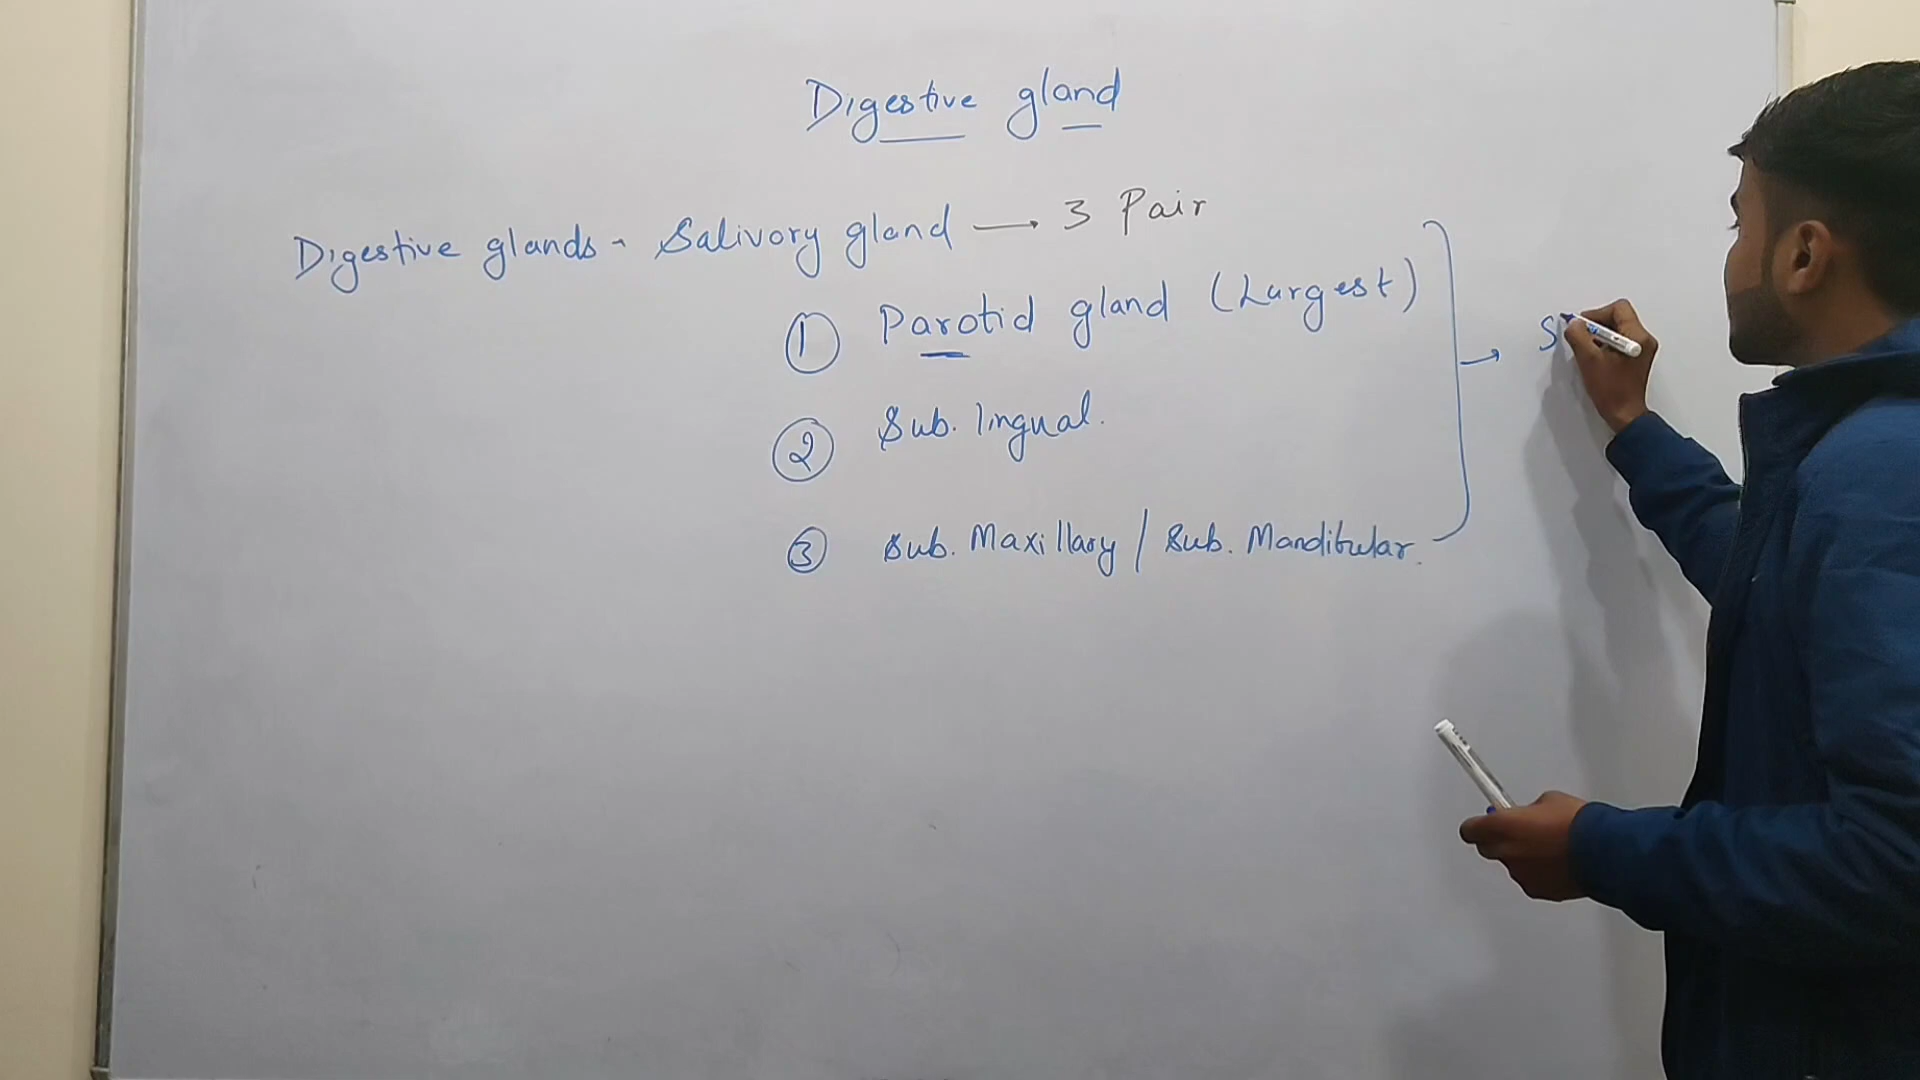 Digestive gland
Digestive glands - Salivory gland → 3 Pair
① Parotid gland (Largest)
② Sub. lingual.
③ Sub. Maxillary / Sub. Mandibular
→ S